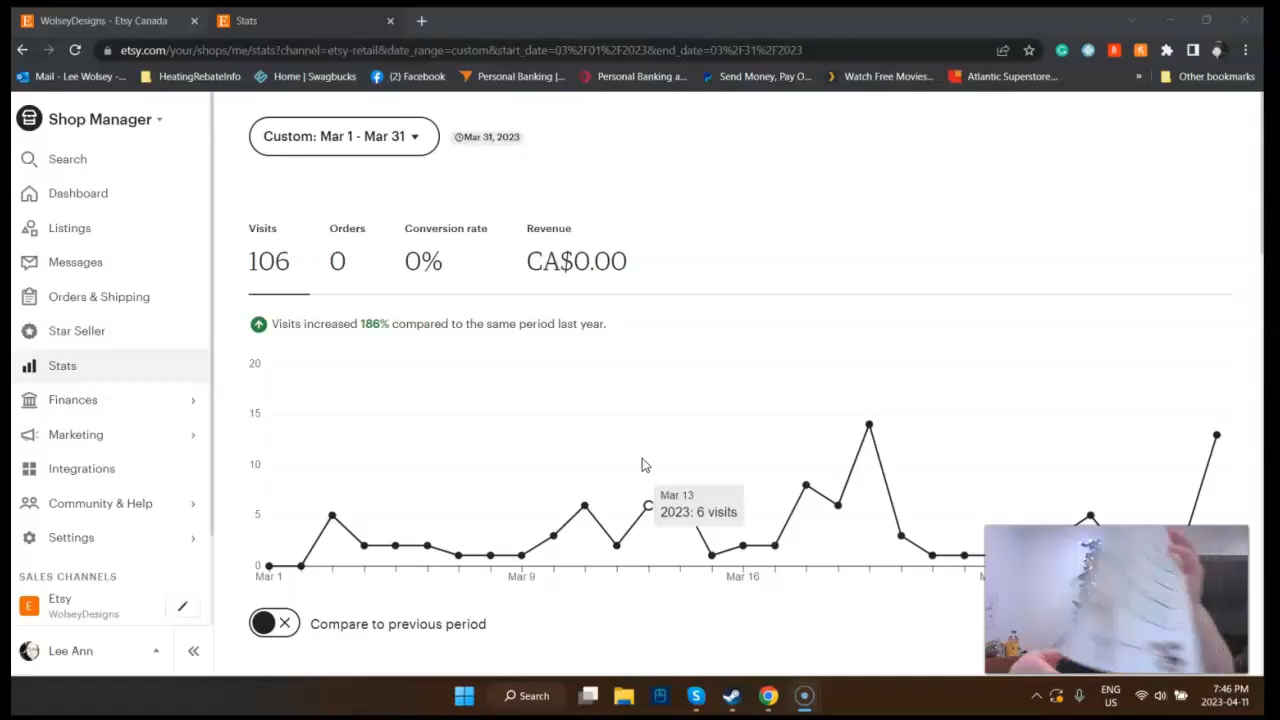 WolseyDesigns - Etsy Canada
Stats
etsy.com/your/shops/me/stats?channel=etsy-retail&date_range=custom&start_date=03%2F01%2F2023&end_date=03%2F31%2F2023
Mail - Lee Wolsey -...
HeatingRebateInfo
Home | Swagbucks
(2) Facebook
Personal Banking |...
Personal Banking a...
Send Money, Pay O...
Watch Free Movies...
Atlantic Superstore...
»
Other bookmarks
Shop Manager
Search
Dashboard
Listings
Messages
Orders & Shipping
Star Seller
Stats
Finances
Marketing
Integrations
Community & Help
Settings
SALES CHANNELS
E
Etsy
WolseyDesigns
Lee Ann
Custom: Mar 1 - Mar 31
Mar 31, 2023
Visits
Orders
Conversion rate
Revenue
106
0
0%
CA$0.00
Visits increased 186% compared to the same period last year.
20
15
10
5
0
Mar 13
2023: 6 visits
Mar 1
Mar 9
Mar 16
Compare to previous period
Search
ENG
US
7:46 PM
2023-04-11